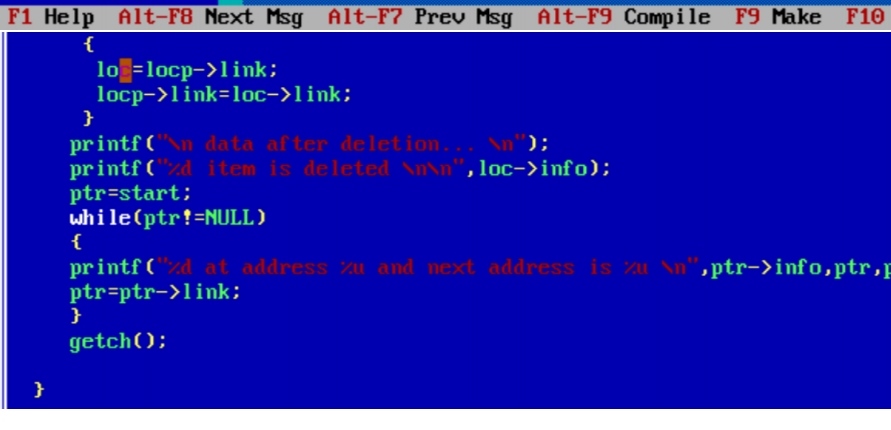 F1 Help Alt-F8 Next Msg Alt-F7 Prev Msg Alt-F9 Compile F9 Make F10
{
loc=locp->link;
locp->link=loc->link;
}
printf("\n data after deletion... \n");
printf("%d item is deleted \n\n",loc->info);
ptr=start;
while(ptr!=NULL)
{
printf("%d at address %u and next address is %u \n",ptr->info,ptr,p
ptr=ptr->link;
}
getch();
}